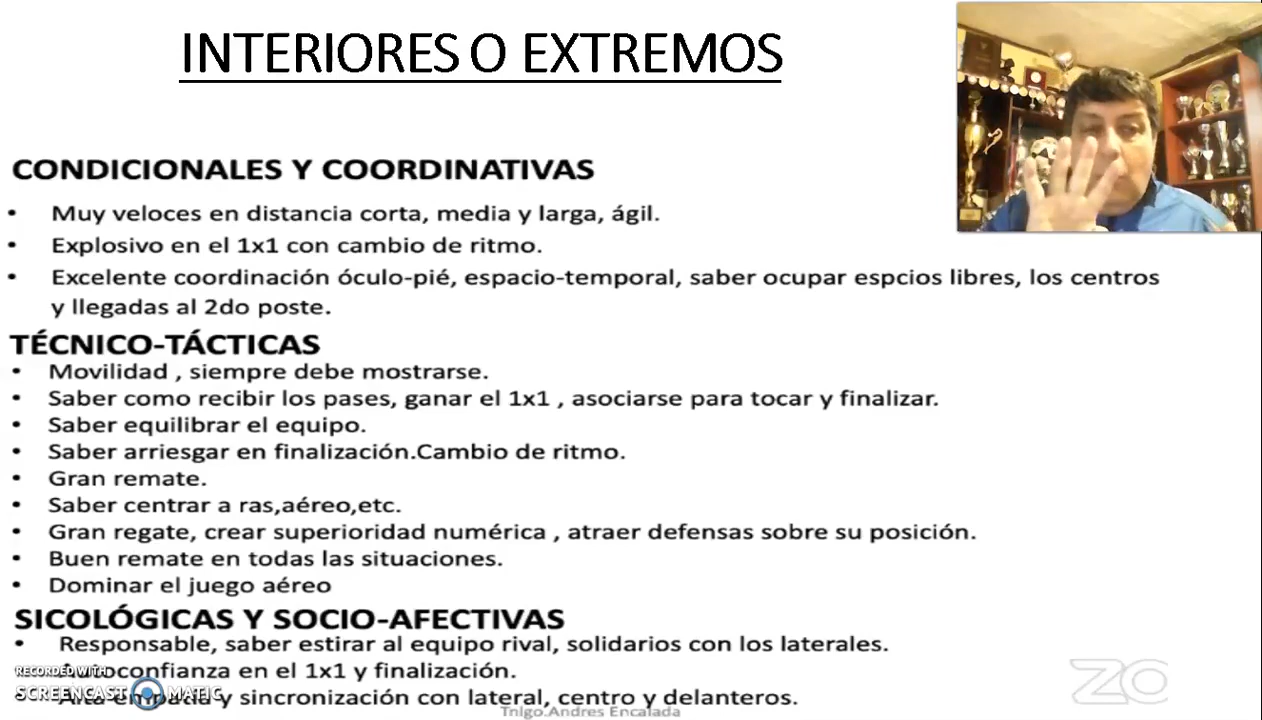 INTERIORES O EXTREMOS
CONDICIONALES Y COORDINATIVAS
• Muy veloces en distancia corta, media y larga, ágil.
• Explosivo en el 1x1 con cambio de ritmo.
• Excelente coordinación óculo-pié, espacio-temporal, saber ocupar espcios libres, los centros
y llegadas al 2do poste.
TÉCNICO-TÁCTICAS
• Movilidad , siempre debe mostrarse.
• Saber como recibir los pases, ganar el 1x1 , asociarse para tocar y finalizar.
• Saber equilibrar el equipo.
• Saber arriesgar en finalización.Cambio de ritmo.
• Gran remate.
• Saber centrar a ras,aéreo,etc.
• Gran regate, crear superioridad numérica , atraer defensas sobre su posición.
• Buen remate en todas las situaciones.
• Dominar el juego aéreo
SICOLÓGICAS Y SOCIO-AFECTIVAS
• Responsable, saber estirar al equipo rival, solidarios con los laterales.
• Autoconfianza en el 1x1 y finalización.
• Alta empatía y sincronización con lateral, centro y delanteros.
RECORDED WITH
SCREENCAST MATIC
Tnlgo.Andres Encalada